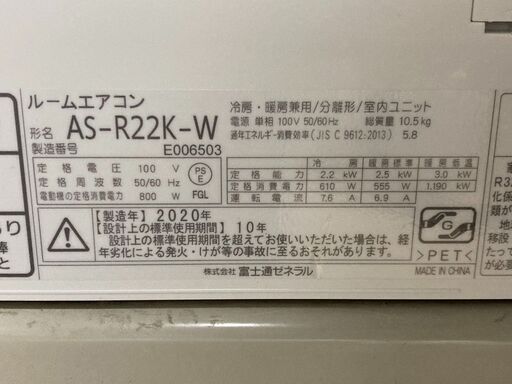 ルームエアコン
形名 AS-R22K-W
製造番号 E006503
冷房・暖房兼用/分離形/室内ユニット
電源 単相 100V 50/60Hz 総質量 10.5kg
通年エネルギー消費効率(JIS C 9612:2013) 5.8
定格電圧 100 V
定格周波数 50/60 Hz
電動機の定格消費電力 800 W
PS
E
FGL
冷房 暖房標準 暖房低温
定格能力 2.2 kW 2.5 kW 3.0 kW
定格消費電力 610 W 555 W 1,190 kW
運転電流 7.6 A 6.9 A
【製造年】2020年
【設計上の標準使用期間】10年
設計上の標準使用期間を超えてお使いいただいた場合は、経
年劣化による発火・けが等の事故に至るおそれがあります。
株式会社 富士通ゼネラル
G
>PET<
MADE IN CHINA